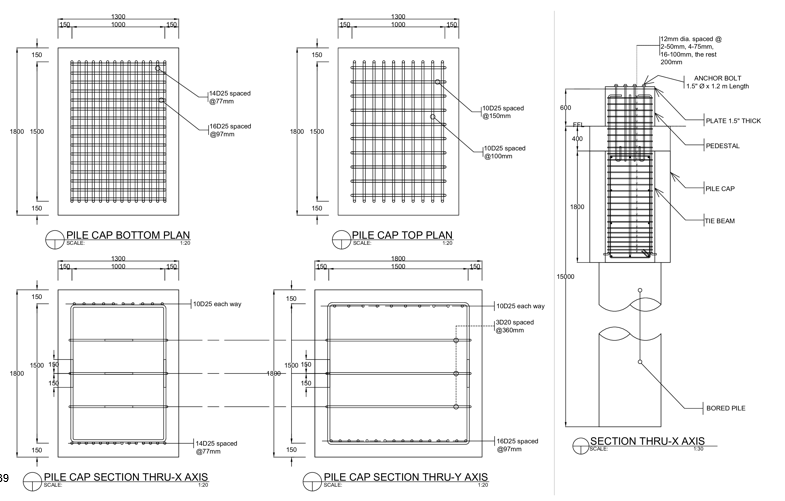 1300
150 1000 150
150
1800 1500
150
14D25 spaced
@77mm
16D25 spaced
@97mm
PILE CAP BOTTOM PLAN
SCALE: 1:20
1300
150 1000 150
150
1800 1500
150
10D25 spaced
@150mm
10D25 spaced
@100mm
PILE CAP TOP PLAN
SCALE: 1:20
1300
150 1000 150
150
1800 1500
150
150
150
10D25 each way
14D25 spaced
@77mm
PILE CAP SECTION THRU-X AXIS
SCALE: 1:20
1800
150 1500 150
150
1800 1500
150
150
150
10D25 each way
3D20 spaced
@360mm
16D25 spaced
@97mm
PILE CAP SECTION THRU-Y AXIS
SCALE: 1:20
12mm dia. spaced @
2-50mm, 4-75mm,
16-100mm, the rest
200mm
ANCHOR BOLT
1.5" Ø x 1.2 m Length
600
PLATE 1.5" THICK
FFL
400
PEDESTAL
PILE CAP
1800
TIE BEAM
15000
BORED PILE
SECTION THRU-X AXIS
SCALE: 1:30
39